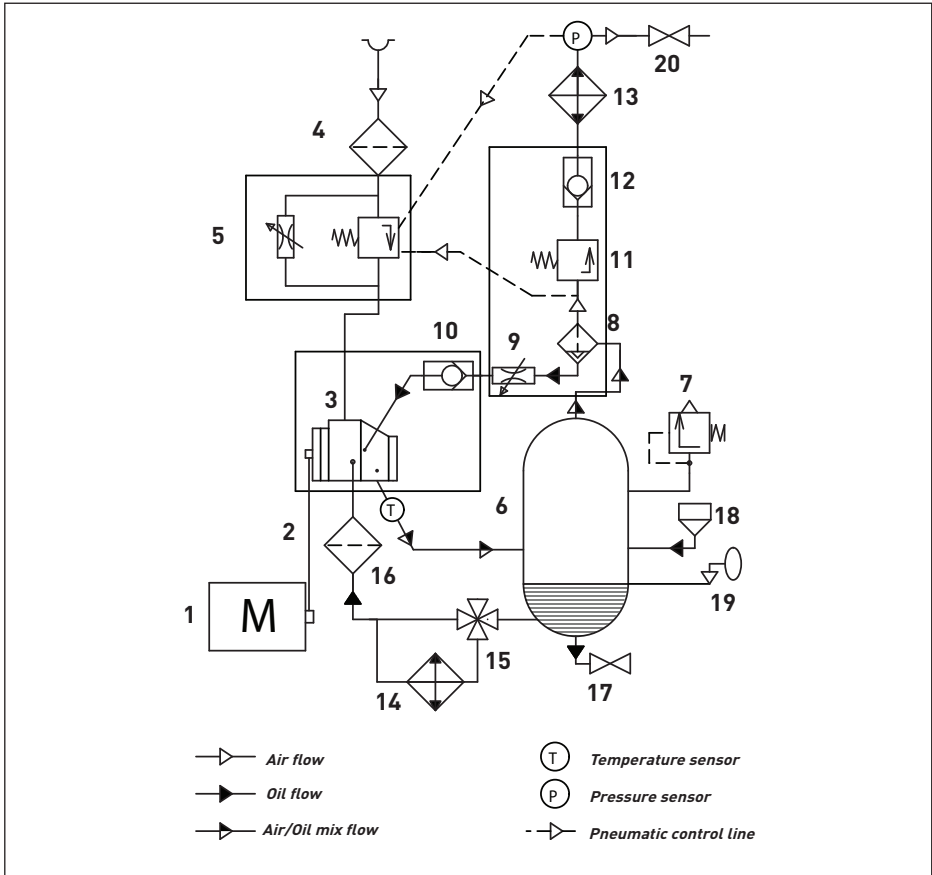 P
20
13
4
12
5
11
8
10
9
7
3
6
18
T
2
16
19
1
M
15
14
17
Air flow
Temperature sensor
Oil flow
Pressure sensor
Air/Oil mix flow
Pneumatic control line
T
P